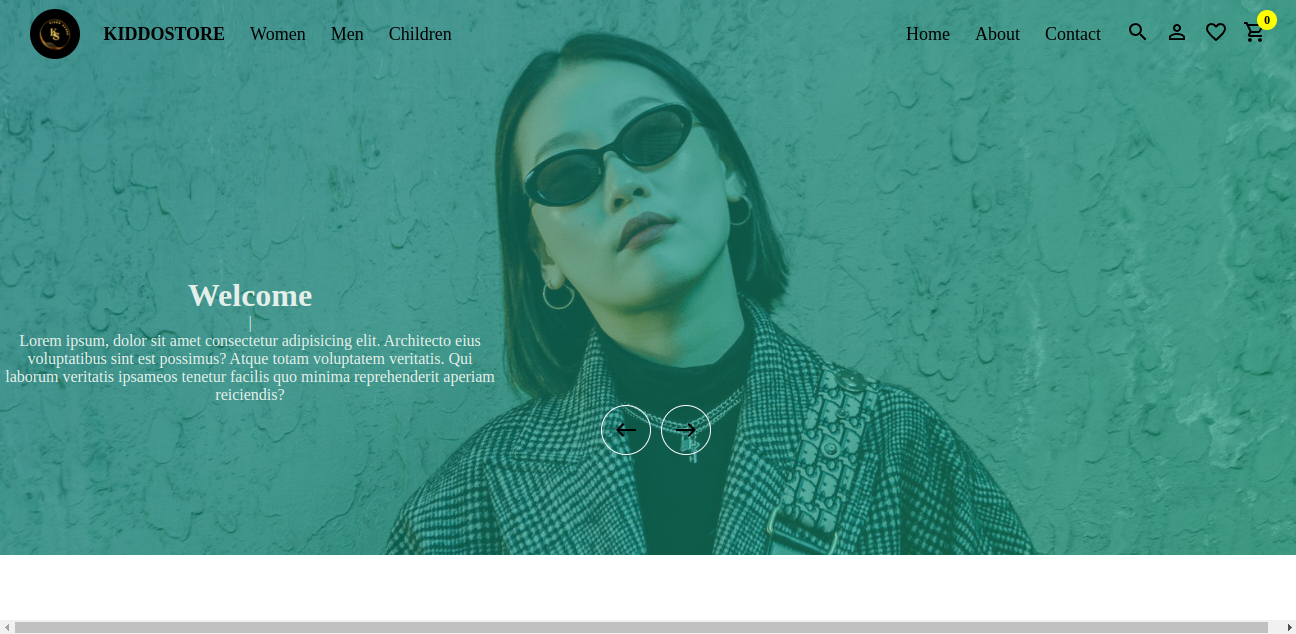 KS
KIDDOSTORE Women Men Children Home About Contact 0
Welcome
|
Lorem ipsum, dolor sit amet consectetur adipisicing elit. Architecto eius
voluptatibus sint est possimus? Atque totam voluptatem veritatis. Qui
laborum veritatis ipsameos tenetur facilis quo minima reprehenderit aperiam
reiciendis?